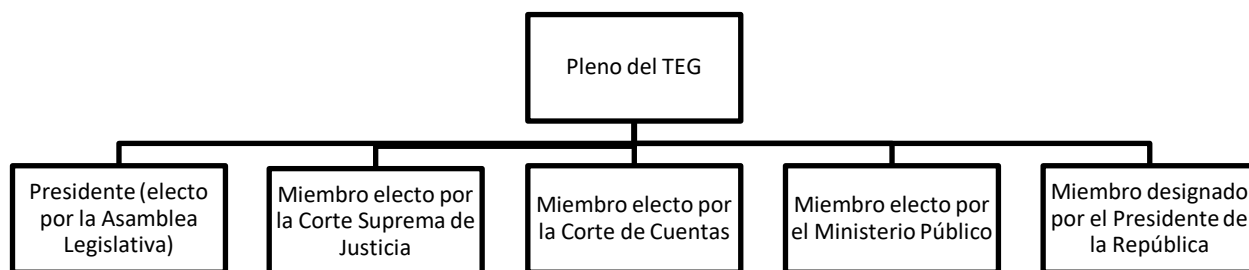 Pleno del TEG
Presidente (electo
por la Asamblea
Legislativa)
Miembro electo por
la Corte Suprema de
Justicia
Miembro electo por
la Corte de Cuentas
Miembro electo por
el Ministerio Público
Miembro designado
por el Presidente de
la República